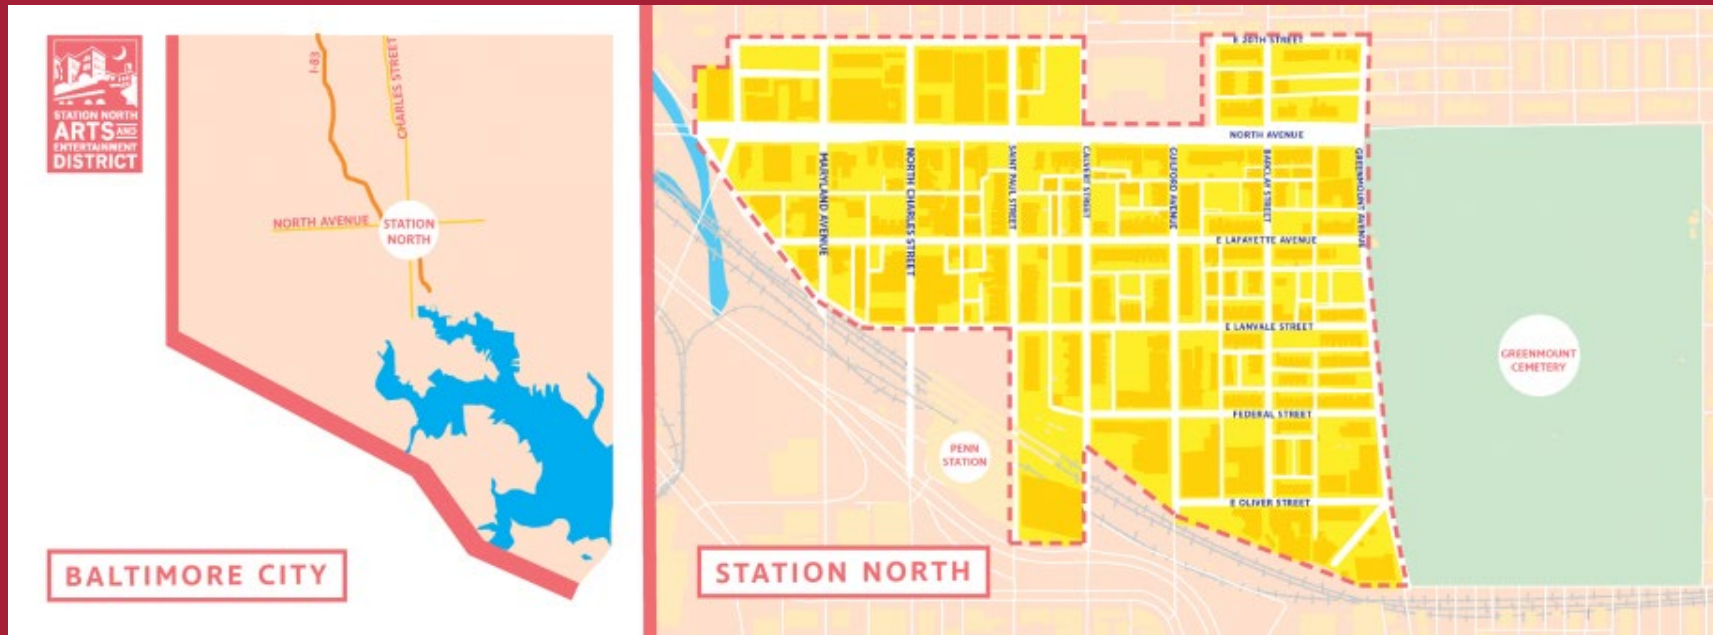 STATION NORTH
ARTS AND
ENTERTAINMENT
DISTRICT
I-83
CHARLES STREET
NORTH AVENUE
STATION
NORTH
BALTIMORE CITY
E 20TH STREET
NORTH AVENUE
MARYLAND AVENUE
NORTH CHARLES STREET
SAINT PAUL STREET
CALVERT STREET
GUILFORD AVENUE
BARCLAY STREET
GREENMOUNT AVENUE
E LAFAYETTE AVENUE
E LANVALE STREET
FEDERAL STREET
E OLIVER STREET
PENN
STATION
GREENMOUNT
CEMETERY
STATION NORTH